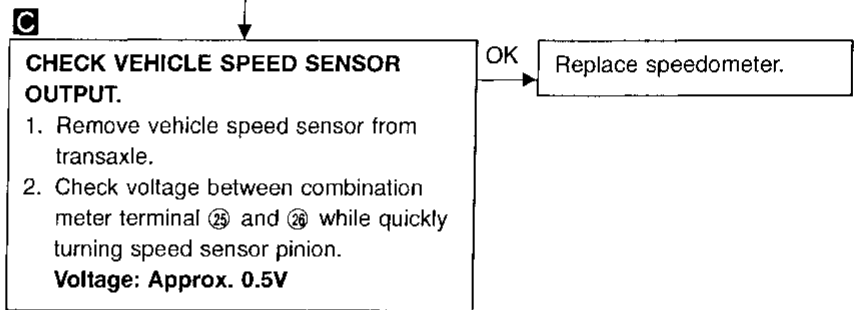 C
CHECK VEHICLE SPEED SENSOR
OUTPUT.
1. Remove vehicle speed sensor from
transaxle.
2. Check voltage between combination
meter terminal ㉕ and ㉖ while quickly
turning speed sensor pinion.
Voltage: Approx. 0.5V
OK
Replace speedometer.